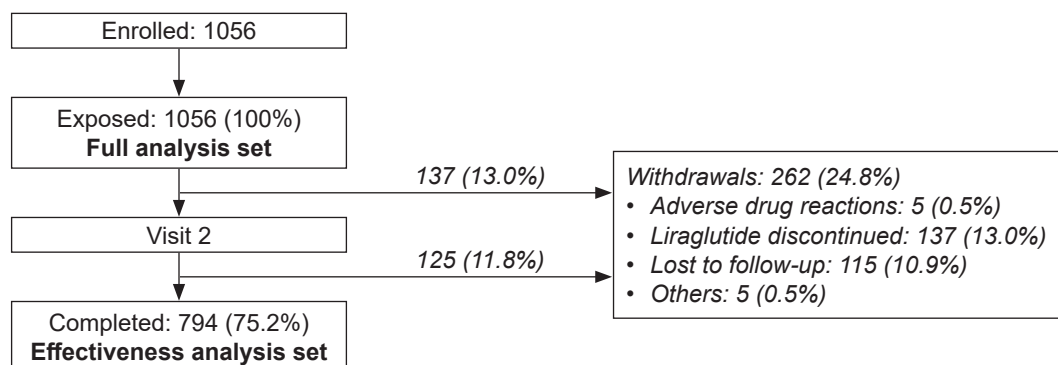 Enrolled: 1056
Exposed: 1056 (100%)
Full analysis set
137 (13.0%)
Withdrawals: 262 (24.8%)
• Adverse drug reactions: 5 (0.5%)
• Liraglutide discontinued: 137 (13.0%)
• Lost to follow-up: 115 (10.9%)
• Others: 5 (0.5%)
Visit 2
125 (11.8%)
Completed: 794 (75.2%)
Effectiveness analysis set